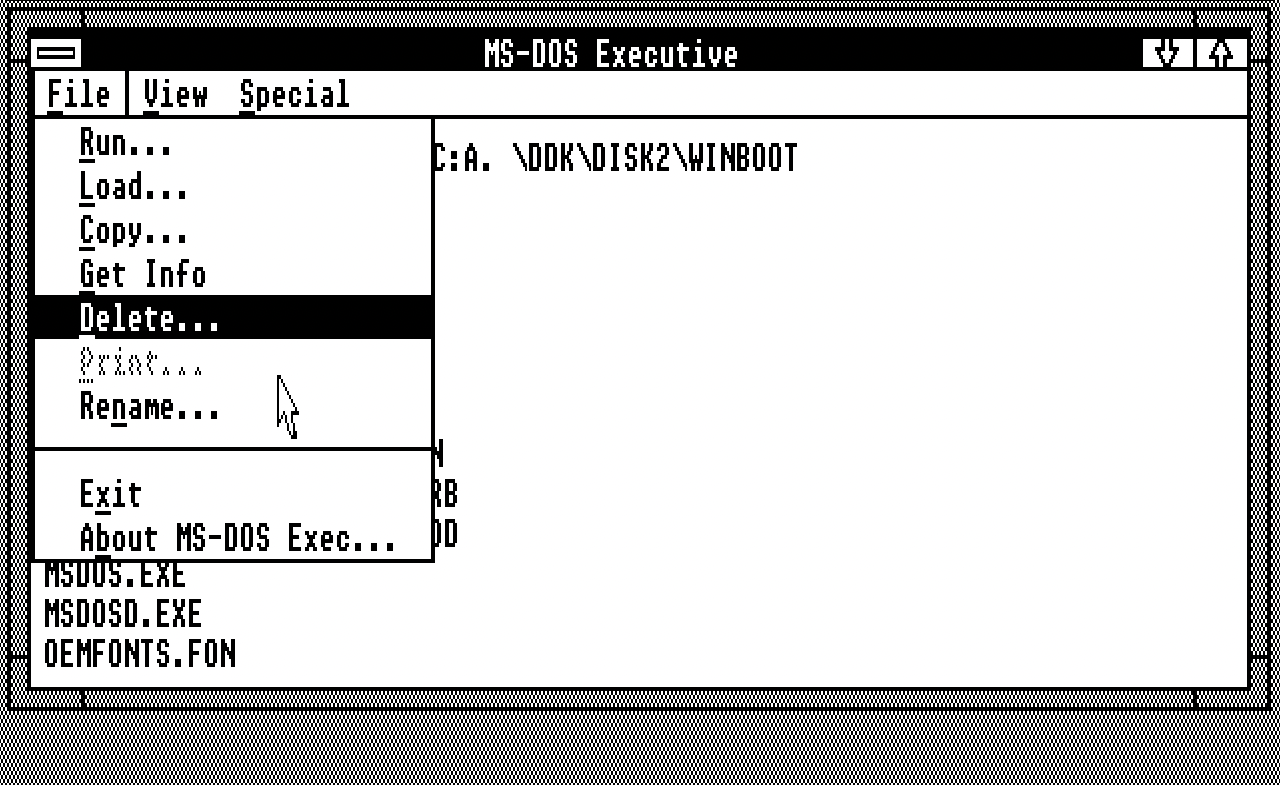 MS-DOS Executive
File View Special
Run...
C:A. \DDK\DISK2\WINBOOT
Load...
Copy...
Get Info
Delete...
Print...
Rename...
Exit
RB
About MS-DOS Exec...
MSDOS.EXE
MSDOSD.EXE
OEMFONTS.FON